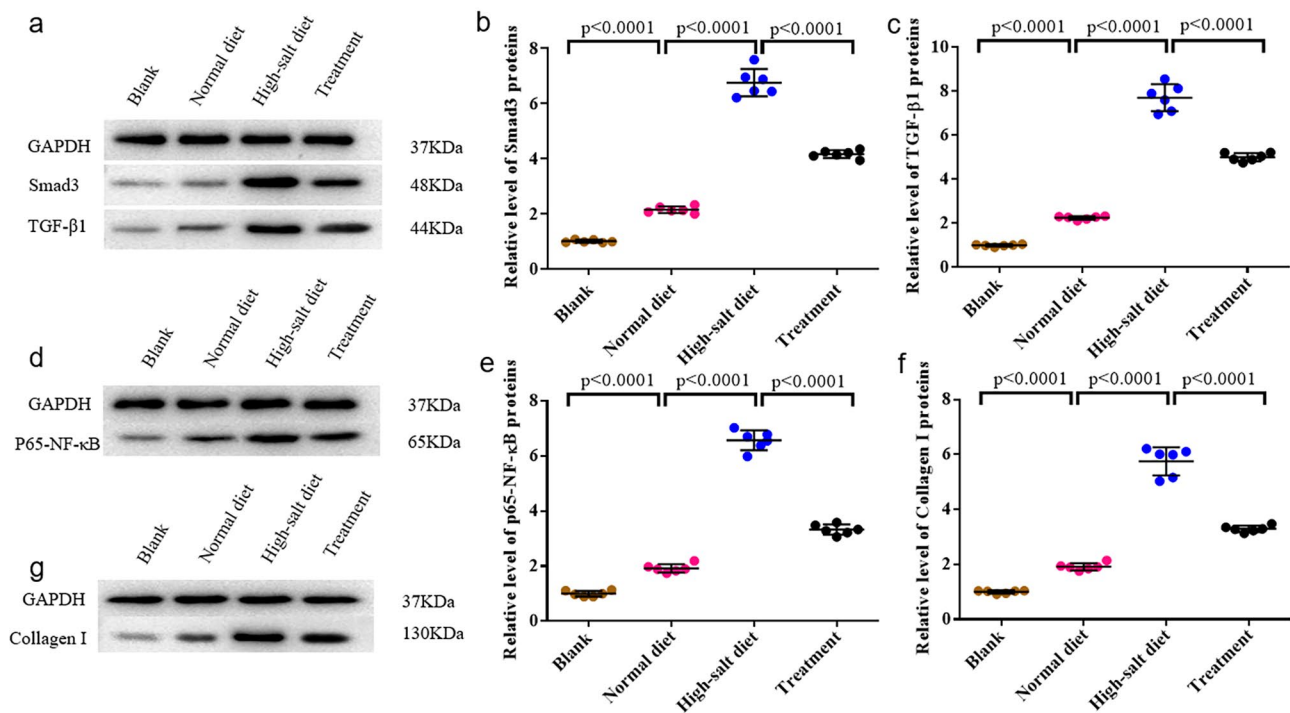 a
Blank
Normal diet
High-salt diet
Treatment
GAPDH
37KDa
Smad3
48KDa
TGF-β1
44KDa
b
p<0.0001 p<0.0001 p<0.0001
Relative level of Smad3 proteins
8
6
4
2
0
Blank
Normal diet
High-salt diet
Treatment
c
p<0.0001 p<0.0001 p<0.0001
Relative level of TGF-β1 proteins
10
8
6
4
2
0
Blank
Normal diet
High-salt diet
Treatment
d
Blank
Normal diet
High-salt diet
Treatment
GAPDH
37KDa
P65-NF-κB
65KDa
e
p<0.0001 p<0.0001 p<0.0001
Relative level of p65-NF-κB proteins
8
6
4
2
0
Blank
Normal diet
High-salt diet
Treatment
f
p<0.0001 p<0.0001 p<0.0001
Relative level of Collagen I proteins
8
6
4
2
0
Blank
Normal diet
High-salt diet
Treatment
g
Blank
Normal diet
High-salt diet
Treatment
GAPDH
37KDa
Collagen I
130KDa